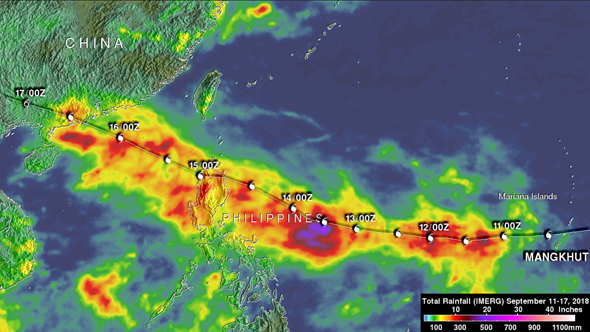 CHINA
17/00Z
16/00Z
15/00Z
14/00Z
PHILIPPINES
13/00Z
12/00Z
11/00Z
Mariana Islands
MANGKHUT
Total Rainfall (IMERG) September 11-17, 2018
10 20 30 40 Inches
100 300 500 700 900 1100mm